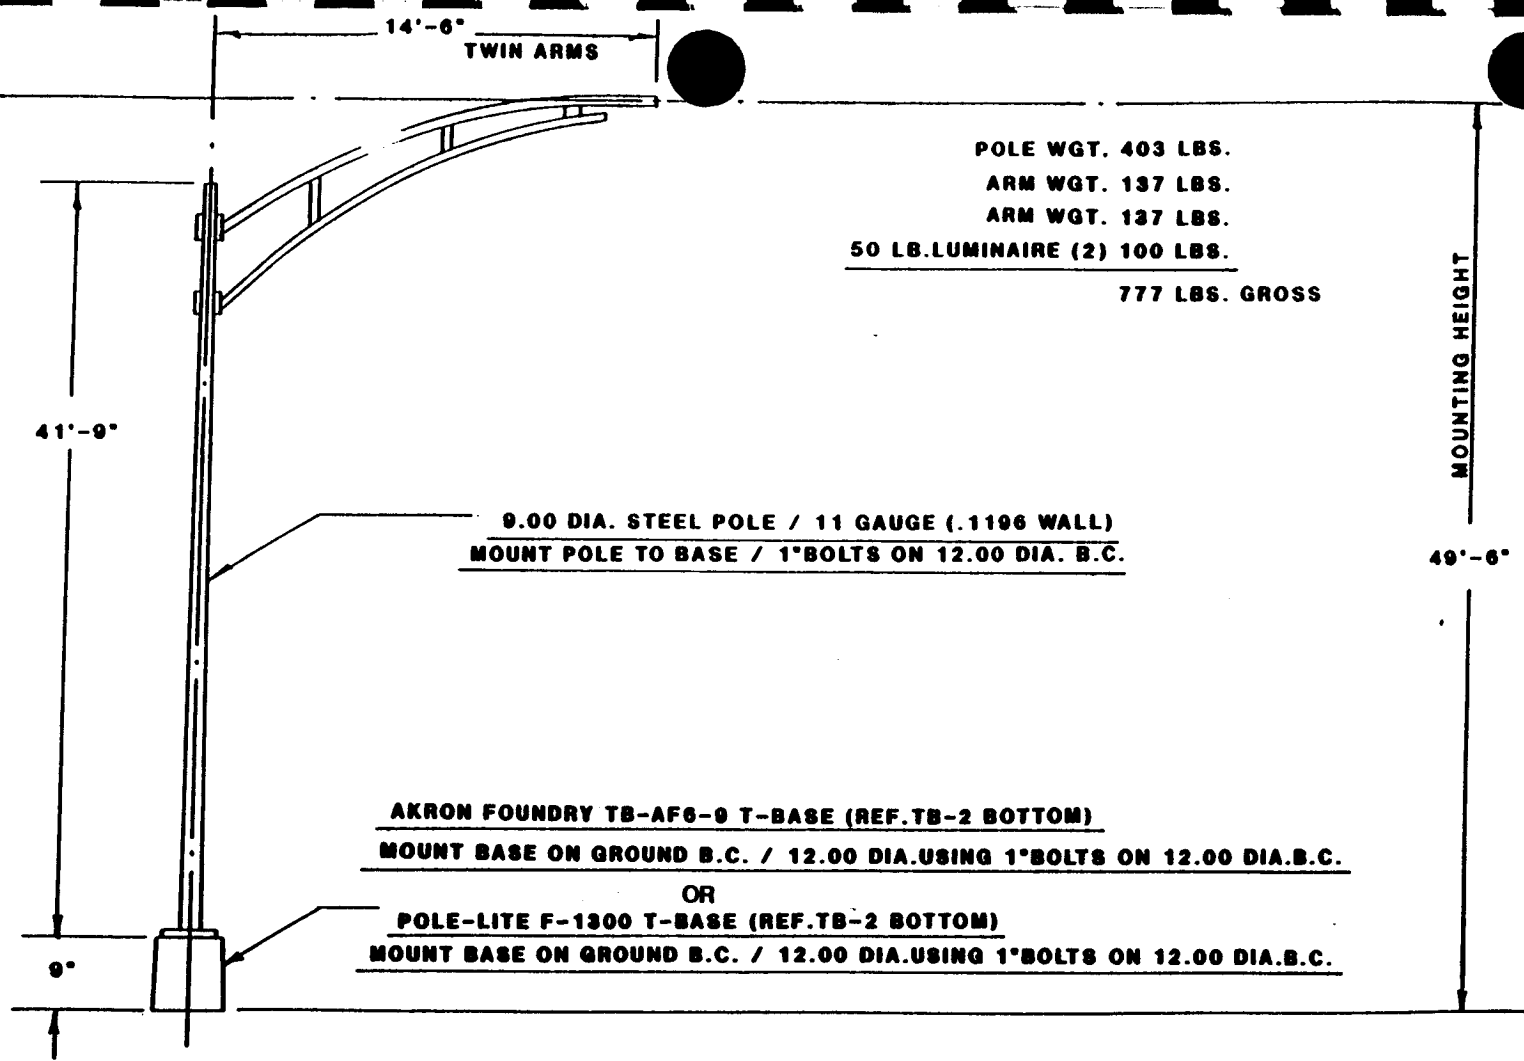 14'-6"
TWIN ARMS
POLE WGT. 403 LBS.
ARM WGT. 137 LBS.
ARM WGT. 137 LBS.
50 LB.LUMINAIRE (2) 100 LBS.
777 LBS. GROSS
MOUNTING HEIGHT
41'-9"
9.00 DIA. STEEL POLE / 11 GAUGE (.1196 WALL)
MOUNT POLE TO BASE / 1"BOLTS ON 12.00 DIA. B.C.
49'-6"
AKRON FOUNDRY TB-AF6-9 T-BASE (REF.TB-2 BOTTOM)
MOUNT BASE ON GROUND B.C. / 12.00 DIA.USING 1"BOLTS ON 12.00 DIA.B.C.
OR
POLE-LITE F-1300 T-BASE (REF.TB-2 BOTTOM)
MOUNT BASE ON GROUND B.C. / 12.00 DIA.USING 1"BOLTS ON 12.00 DIA.B.C.
9"